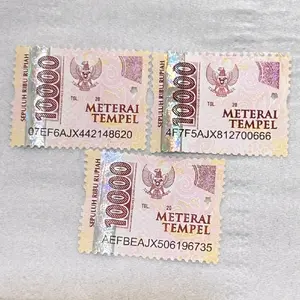 SEPULUH RIBU RUPIAH
10000
TGL. 20
METERAI
TEMPEL
07EF6AJX442148620
SEPULUH RIBU RUPIAH
10000
TGL. 20
METERAI
TEMPEL
4F7F5AJX812700666
SEPULUH RIBU RUPIAH
10000
TGL. 20
METERAI
TEMPEL
AEFBEAJX506196735